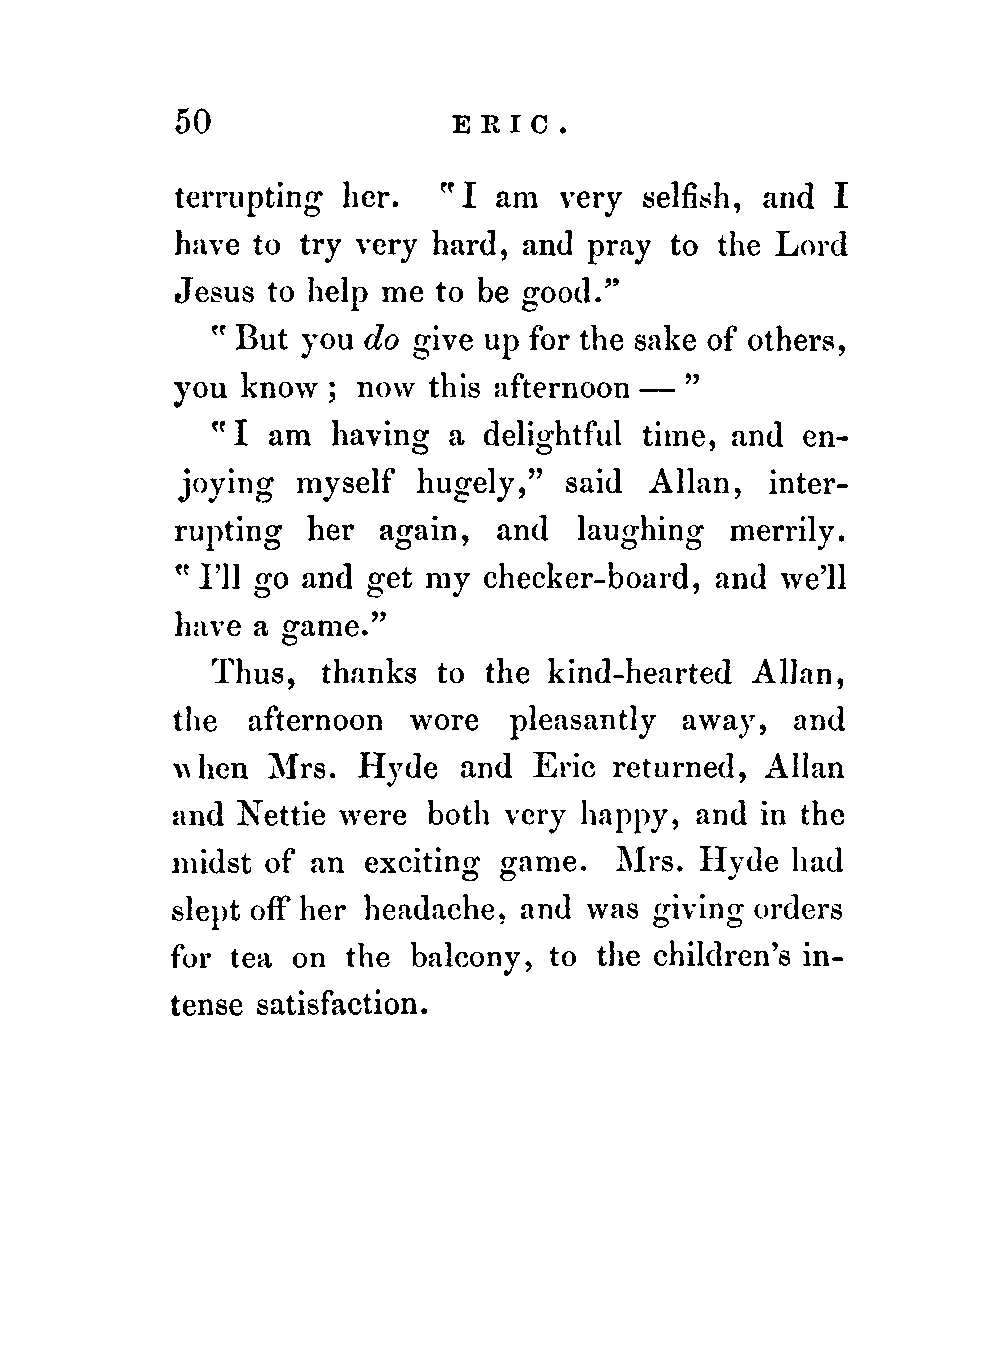 50 ERIC.
terrupting her. "I am very selfish, and I
have to try very hard, and pray to the Lord
Jesus to help me to be good."
"But you do give up for the sake of others,
you know; now this afternoon — "
"I am having a delightful time, and en-
joying myself hugely," said Allan, inter-
rupting her again, and laughing merrily.
"I'll go and get my checker-board, and we'll
have a game."
Thus, thanks to the kind-hearted Allan,
the afternoon wore pleasantly away, and
when Mrs. Hyde and Eric returned, Allan
and Nettie were both very happy, and in the
midst of an exciting game. Mrs. Hyde had
slept off her headache, and was giving orders
for tea on the balcony, to the children's in-
tense satisfaction.